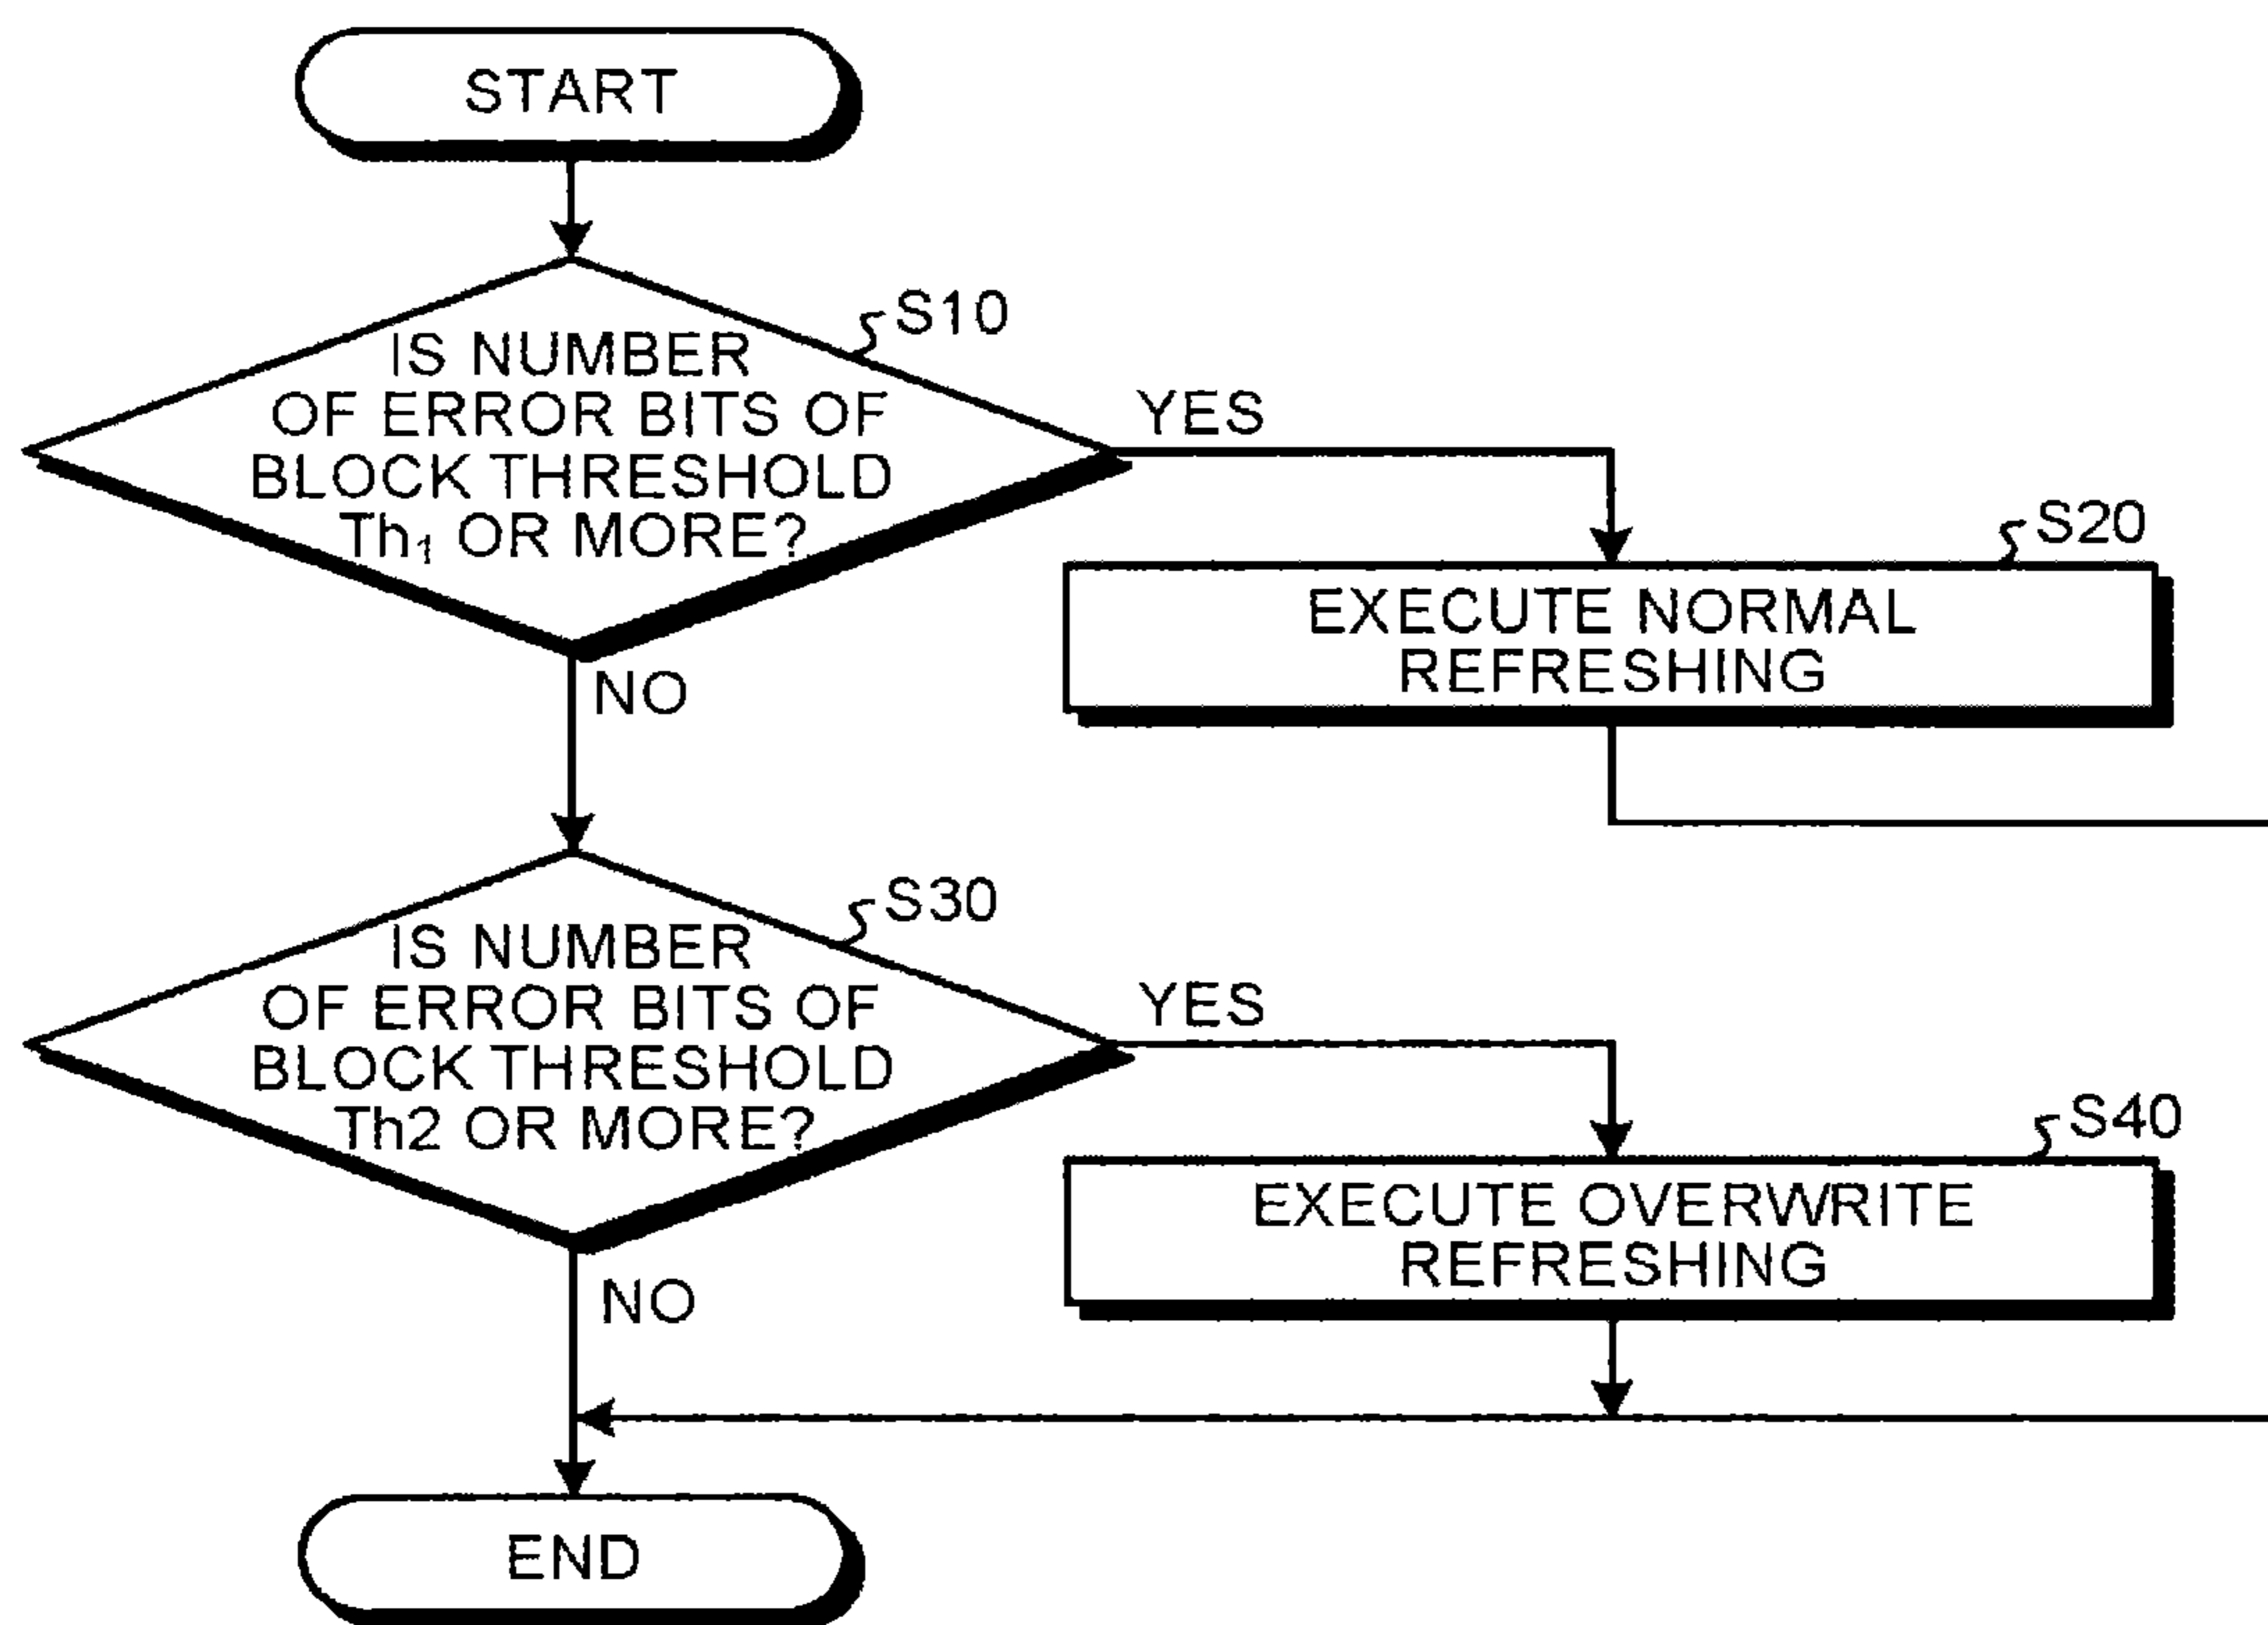 START
S10
IS NUMBER
OF ERROR BITS OF
BLOCK THRESHOLD
Th₁ OR MORE?
YES
NO
S20
EXECUTE NORMAL
REFRESHING
S30
IS NUMBER
OF ERROR BITS OF
BLOCK THRESHOLD
Th2 OR MORE?
YES
NO
S40
EXECUTE OVERWRITE
REFRESHING
END